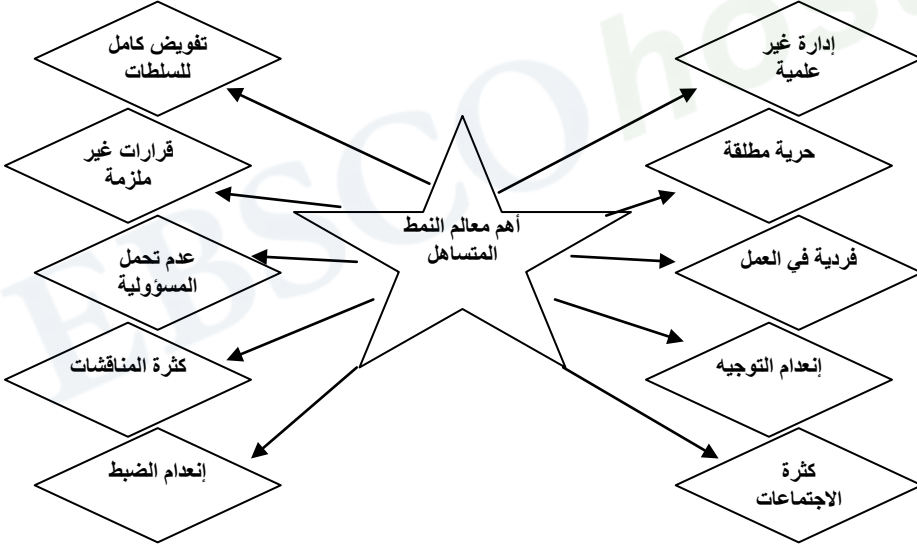 إدارة غير
علمية
تفويض كامل
للسلطات
حرية مطلقة
قرارات غير
ملزمة
أهم معالم النمط
المتساهل
فردية في العمل
عدم تحمل
المسؤولية
إنعدام التوجيه
كثرة المناقشات
كثرة
الاجتماعات
إنعدام الضبط
EBSCOhost